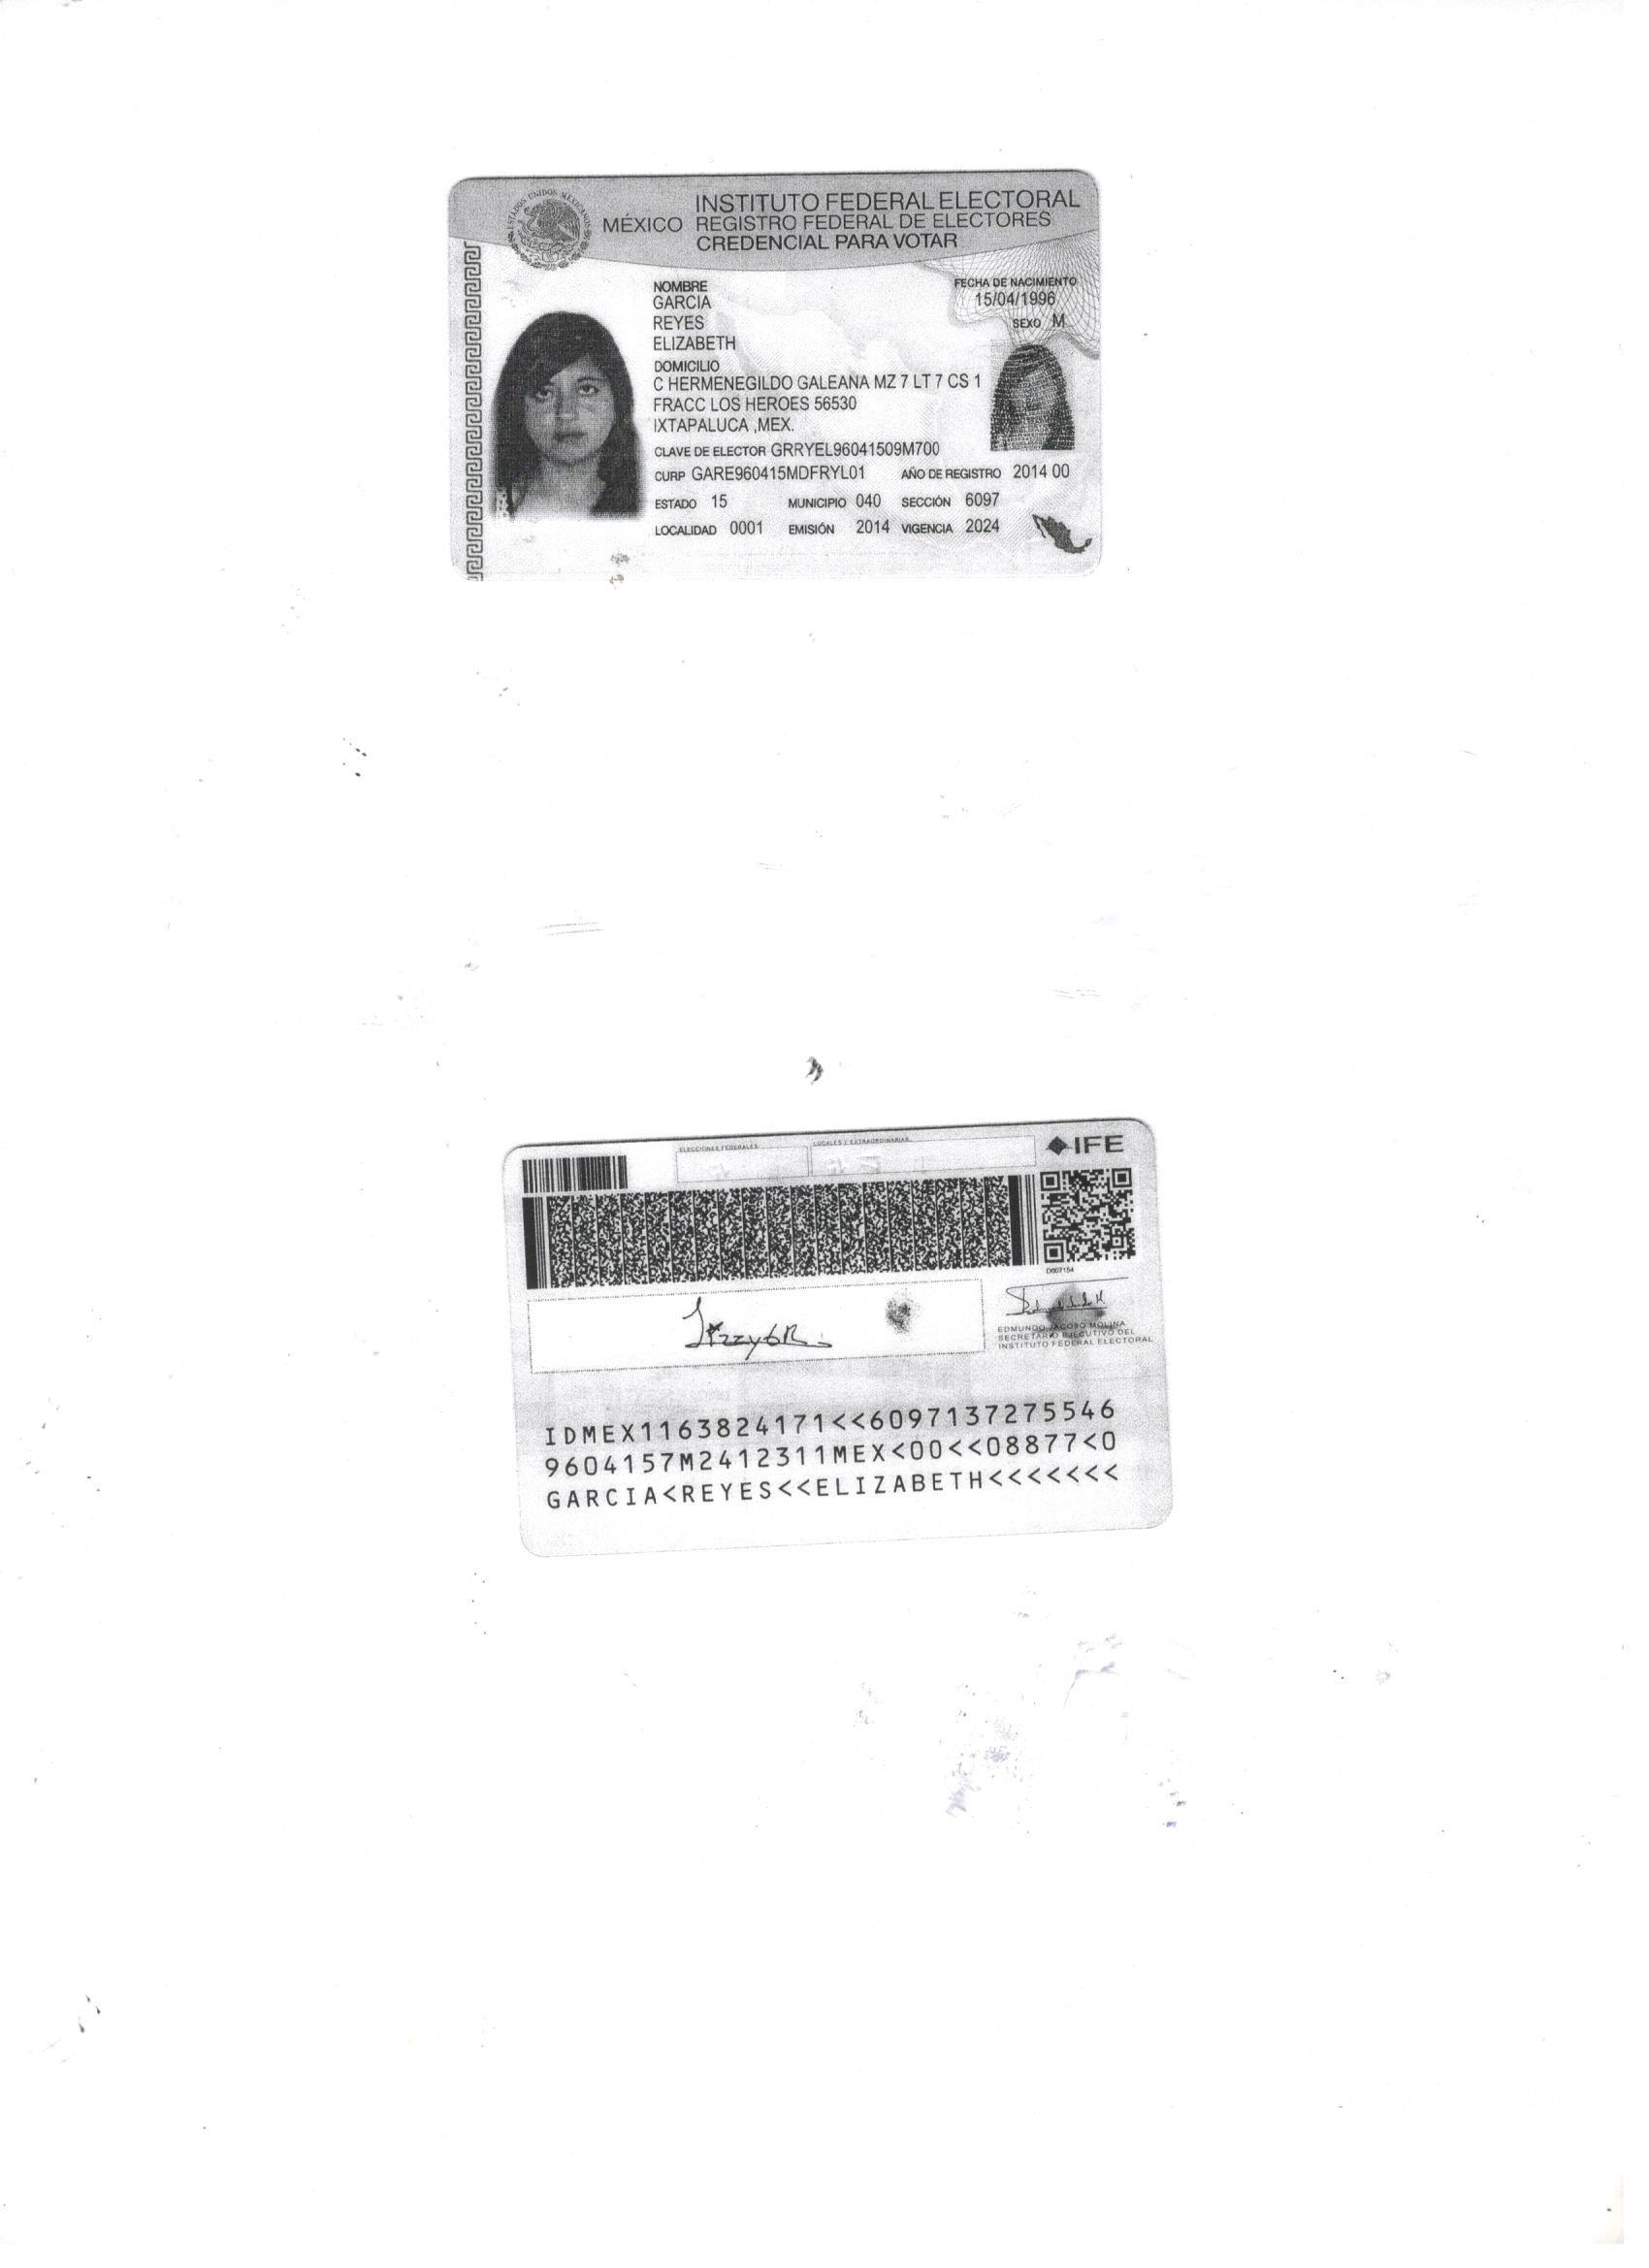 ESTADOS UNIDOS MEXICANOS
MÉXICO
INSTITUTO FEDERAL ELECTORAL
REGISTRO FEDERAL DE ELECTORES
CREDENCIAL PARA VOTAR
NOMBRE
GARCIA
REYES
ELIZABETH
FECHA DE NACIMIENTO
15/04/1996
SEXO M
DOMICILIO
C HERMENEGILDO GALEANA MZ 7 LT 7 CS 1
FRACC LOS HEROES 56530
IXTAPALUCA ,MEX.
CLAVE DE ELECTOR GRRYEL96041509M700
CURP GARE960415MDFRYL01 AÑO DE REGISTRO 2014 00
ESTADO 15 MUNICIPIO 040 SECCIÓN 6097
LOCALIDAD 0001 EMISIÓN 2014 VIGENCIA 2024
ELECCIONES FEDERALES
LOCALES Y EXTRAORDINARIAS
IFE
D607154
EDMUNDO JACOBO MOLINA
SECRETARIO EJECUTIVO DEL
INSTITUTO FEDERAL ELECTORAL
IDMEX1163824171<<6097137275546
9604157M2412311MEX<00<<08877<0
GARCIA<REYES<<ELIZABETH<<<<<<<